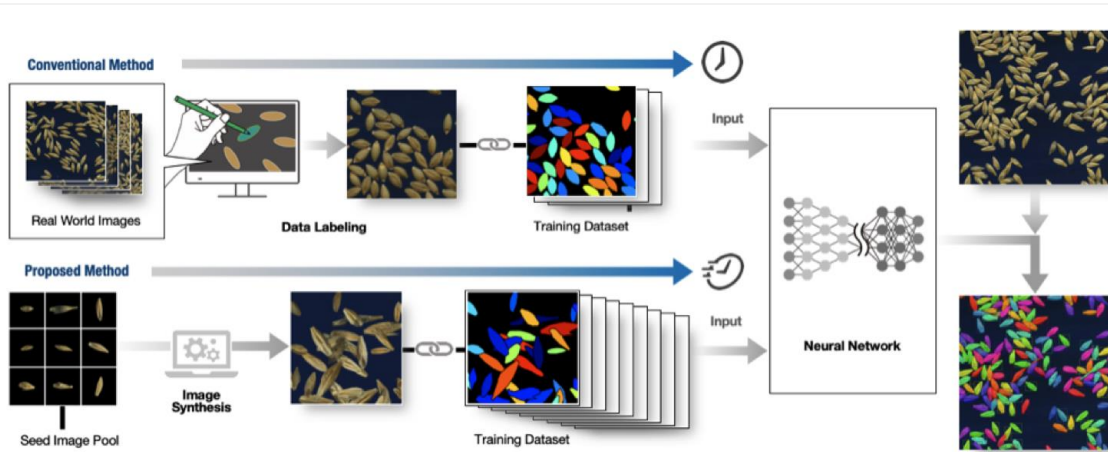 Conventional Method
Input
Real World Images
Data Labeling
Training Dataset
Proposed Method
Input
Neural Network
Image
Synthesis
Seed Image Pool
Training Dataset